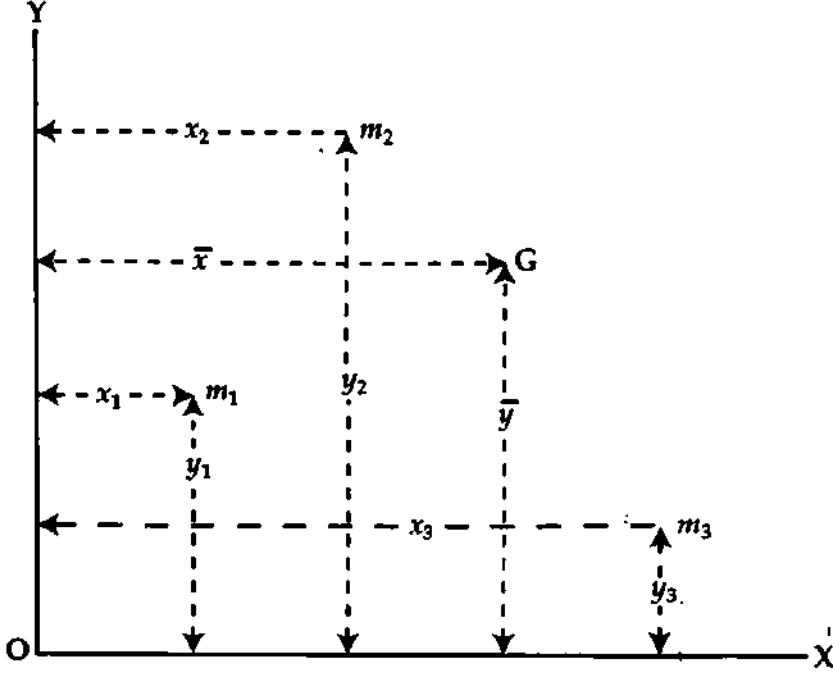 Y
x₂ m₂
x̄ G
x₁ m₁ y₂ ȳ
y₁
x₃ m₃
y₃
O X